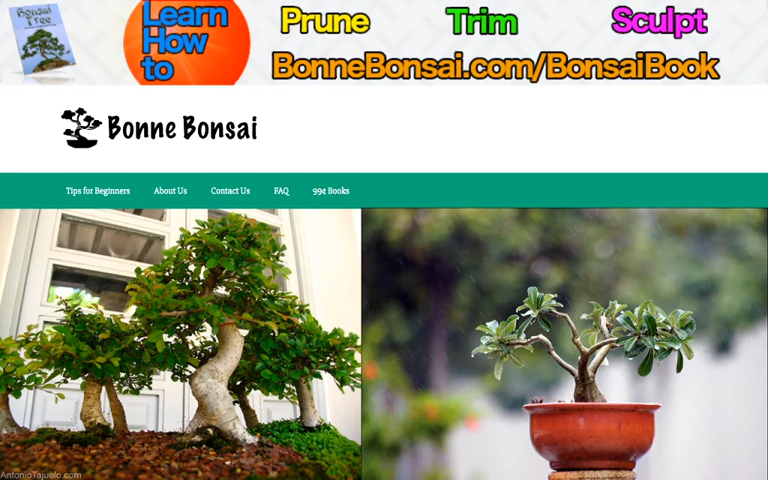 Bonsai
Tree
Learn
How
to
Prune Trim Sculpt
BonneBonsai.com/BonsaiBook
Bonne Bonsai
Tips for Beginners About Us Contact Us FAQ 99¢ Books
AntonioTajuelo.com